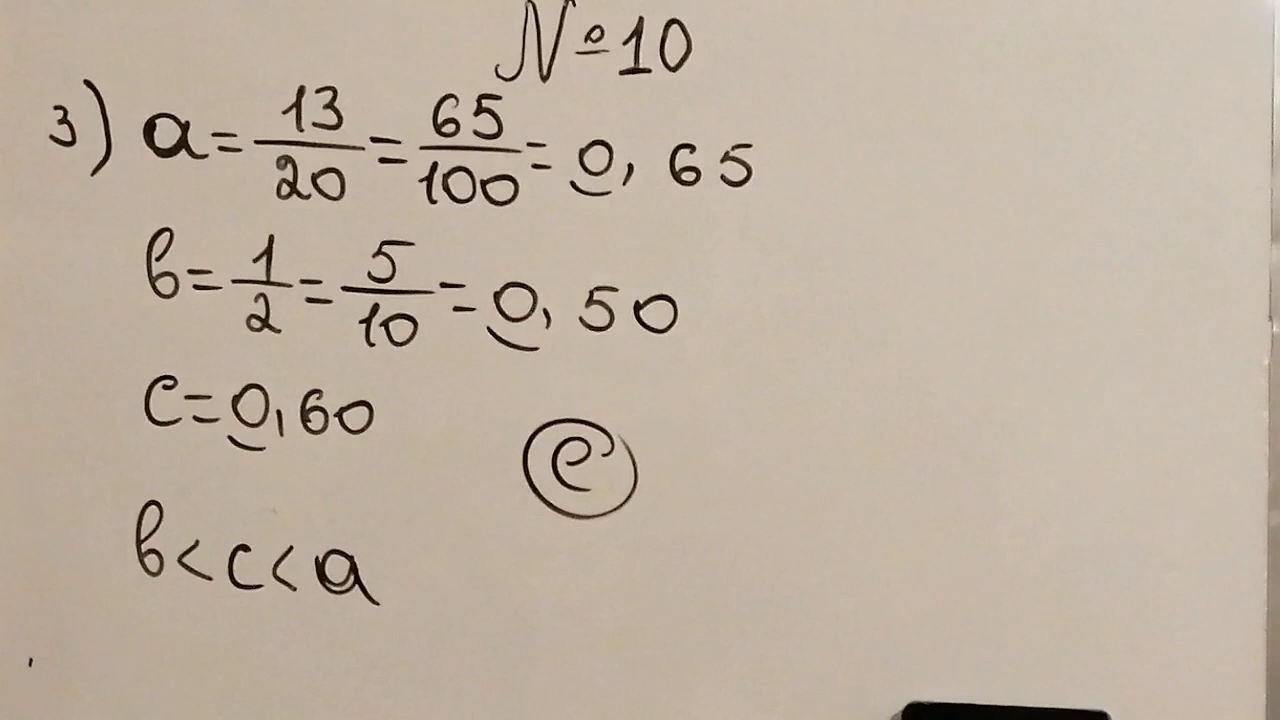 №10
3) a = 13/20 = 65/100 = 0,65
в = 1/2 = 5/10 = 0,50
c = 0,60
e
в < c < a